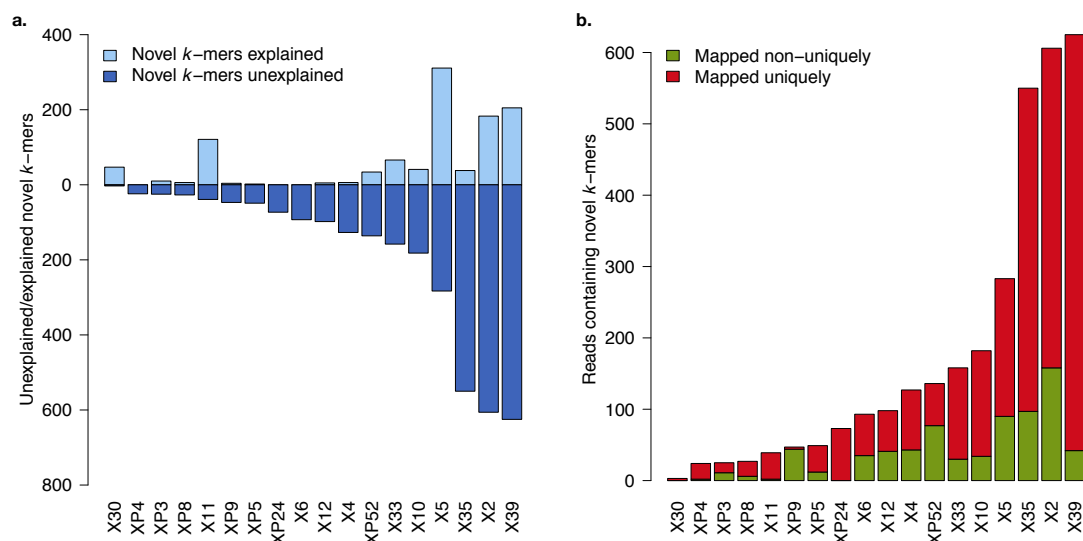 a.
Unexplained/explained novel k−mers
400
200
0
200
400
600
800
Novel k−mers explained
Novel k−mers unexplained
X30
XP4
XP3
XP8
X11
XP9
XP5
XP24
X6
X12
X4
XP52
X33
X10
X5
X35
X2
X39
b.
Reads containing novel k−mers
600
500
400
300
200
100
0
Mapped non−uniquely
Mapped uniquely
X30
XP4
XP3
XP8
X11
XP9
XP5
XP24
X6
X12
X4
XP52
X33
X10
X5
X35
X2
X39